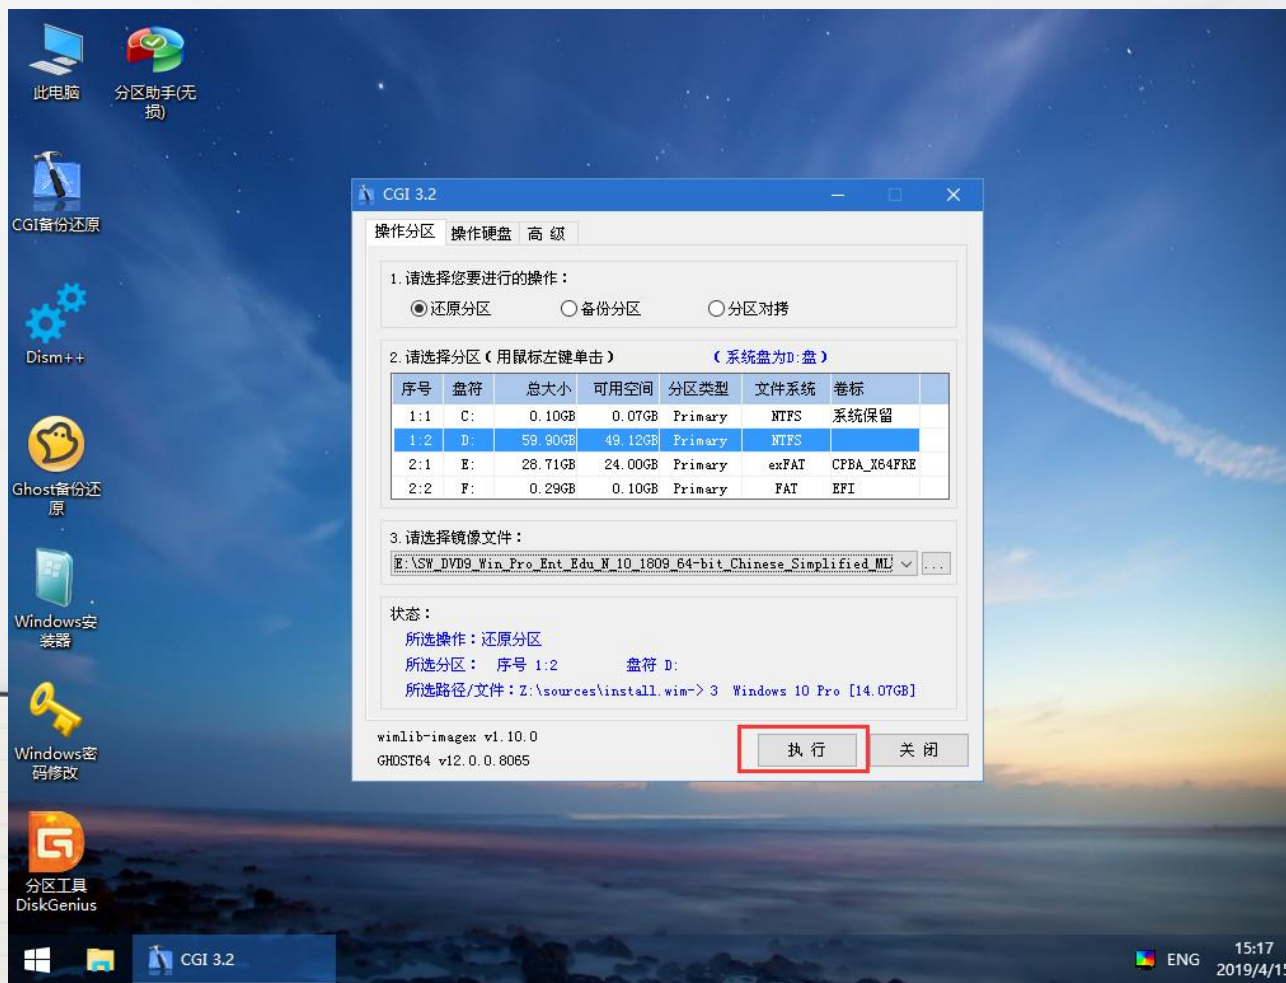 此电脑
分区助手(无
损)
CGI备份还原
Dism++
Ghost备份还
原
Windows安
装器
Windows密
码修改
分区工具
DiskGenius
CGI 3.2
操作分区 操作硬盘 高 级
1.请选择您要进行的操作：
还原分区 备份分区 分区对拷
2.请选择分区(用鼠标左键单击) (系统盘为D:盘)
序号 盘符 总大小 可用空间 分区类型 文件系统 卷标
1:1 C: 0.10GB 0.07GB Primary NTFS 系统保留
1:2 D: 59.90GB 49.12GB Primary NTFS
2:1 E: 28.71GB 24.00GB Primary exFAT CPBA_X64FRE
2:2 F: 0.29GB 0.10GB Primary FAT EFI
3.请选择镜像文件：
E:\SW_DVD9_Win_Pro_Ent_Edu_N_10_1809_64-bit_Chinese_Simplified_ML ...
状态：
所选操作：还原分区
所选分区： 序号 1:2 盘符 D:
所选路径/文件：Z:\sources\install.wim-> 3 Windows 10 Pro [14.07GB]
wimlib-imagex v1.10.0
GHOST64 v12.0.0.8065
执 行 关 闭
CGI 3.2
ENG
15:17
2019/4/15